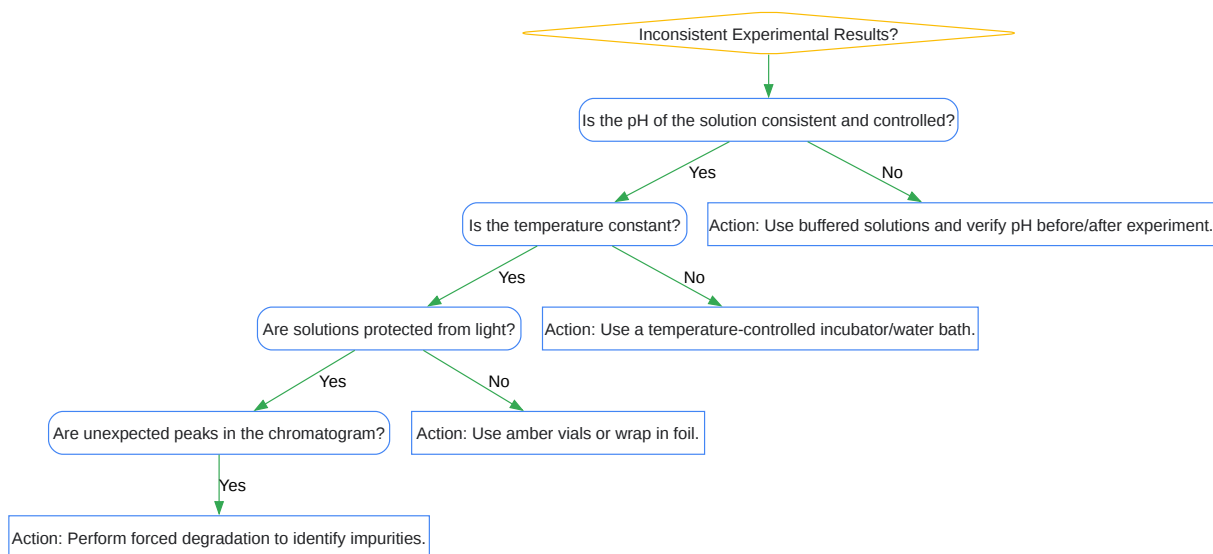 Inconsistent Experimental Results?
Is the pH of the solution consistent and controlled?
Yes
No
Is the temperature constant?
Action: Use buffered solutions and verify pH before/after experiment.
Yes
No
Are solutions protected from light?
Action: Use a temperature-controlled incubator/water bath.
Yes
No
Are unexpected peaks in the chromatogram?
Action: Use amber vials or wrap in foil.
Yes
Action: Perform forced degradation to identify impurities.